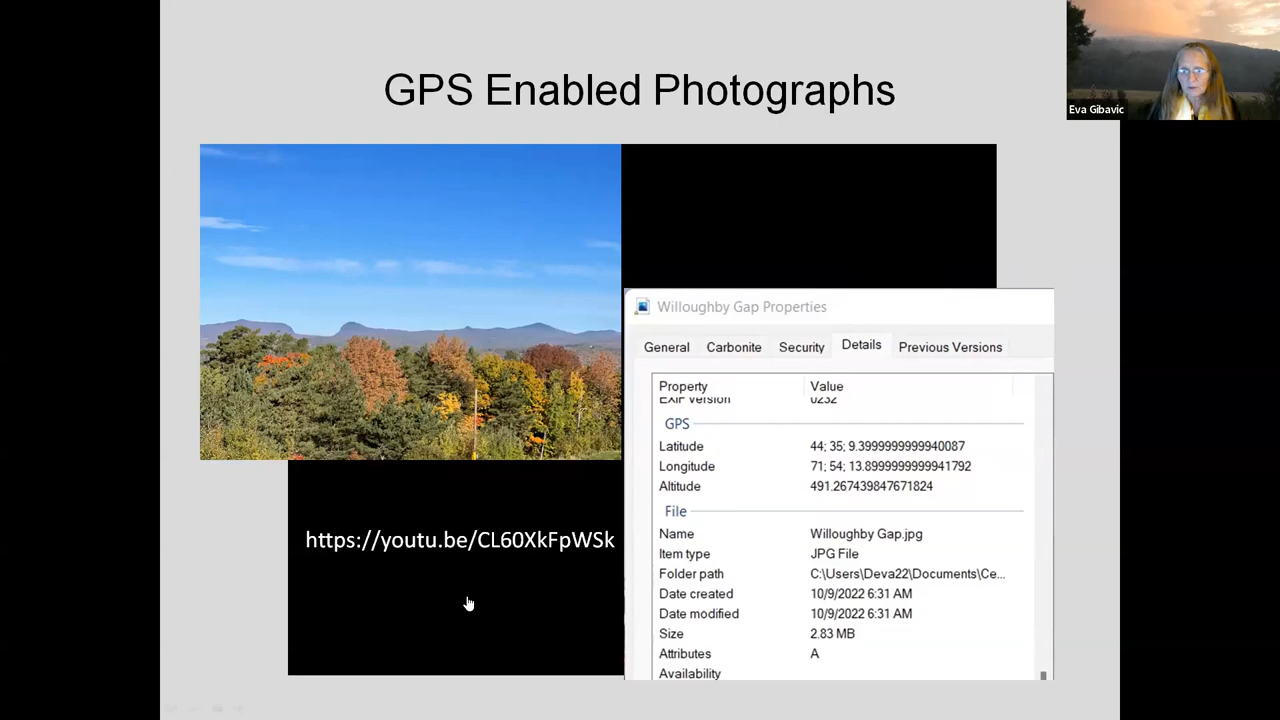 GPS Enabled Photographs
Eva Gibavic
Willoughby Gap Properties
General Carbonite Security Details Previous Versions
Property Value
EXIF version 0232
GPS
Latitude 44; 35; 9.3999999999940087
Longitude 71; 54; 13.8999999999941792
Altitude 491.267439847671824
File
Name Willoughby Gap.jpg
Item type JPG File
Folder path C:\Users\Deva22\Documents\Ce...
Date created 10/9/2022 6:31 AM
Date modified 10/9/2022 6:31 AM
Size 2.83 MB
Attributes A
Availability
https://youtu.be/CL60XkFpWSk